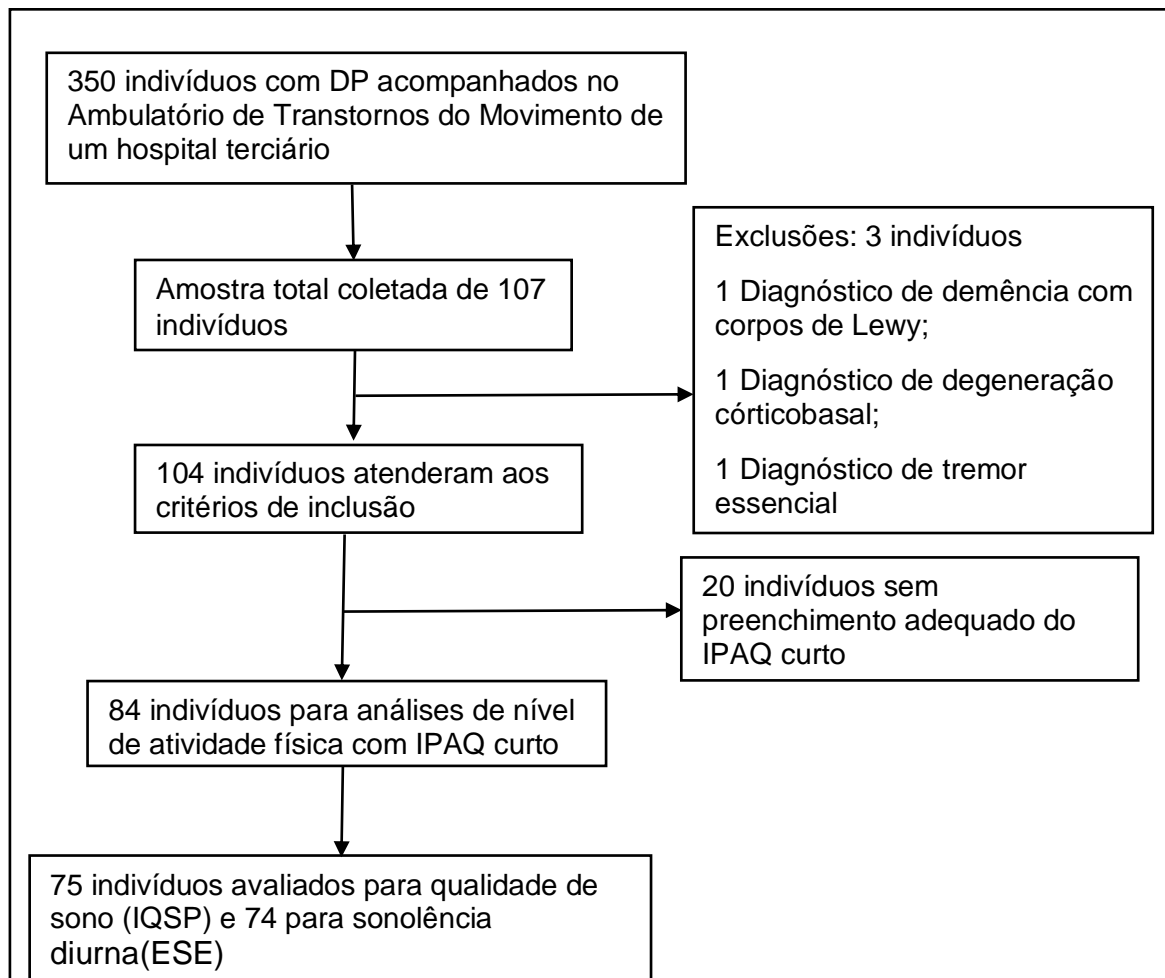 350 indivíduos com DP acompanhados no
Ambulatório de Transtornos do Movimento de
um hospital terciário
Amostra total coletada de 107
indivíduos
Exclusões: 3 indivíduos
1 Diagnóstico de demência com
corpos de Lewy;
1 Diagnóstico de degeneração
córticobasal;
1 Diagnóstico de tremor
essencial
104 indivíduos atenderam aos
critérios de inclusão
20 indivíduos sem
preenchimento adequado do
IPAQ curto
84 indivíduos para análises de nível
de atividade física com IPAQ curto
75 indivíduos avaliados para qualidade de
sono (IQSP) e 74 para sonolência
diurna(ESE)